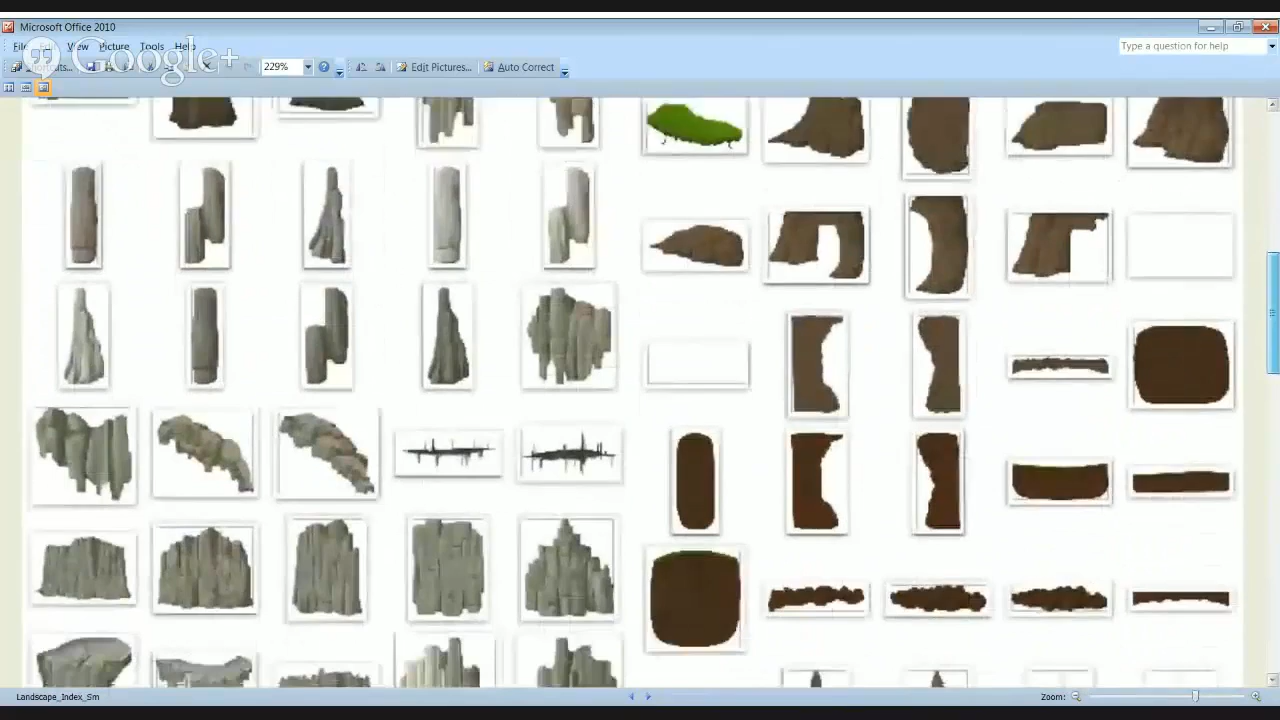 Microsoft Office 2010
File View Picture Tools Help
Type a question for help
Google+
229%
Edit Pictures...
Auto Correct
Landscape_Index_Sm
Zoom: